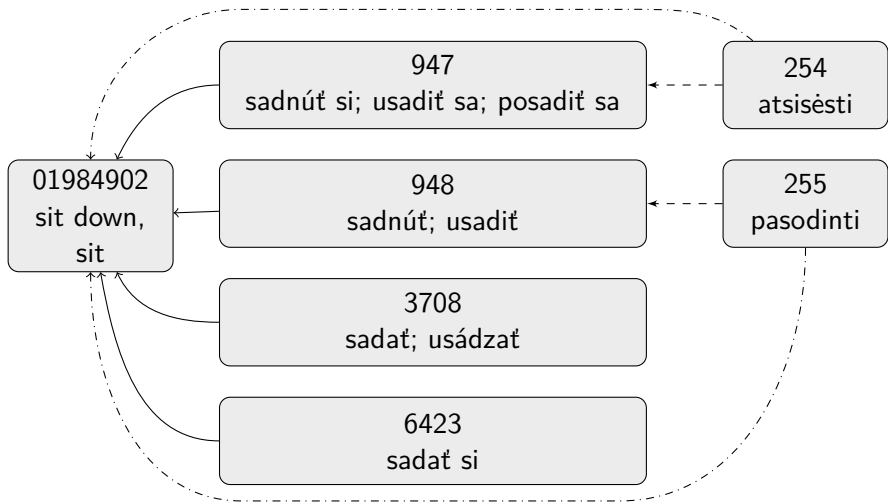 947
sadnúť si; usadiť sa; posadiť sa
254
atsisėsti
01984902
sit down,
sit
948
sadnúť; usadiť
255
pasodinti
3708
sadať; usádzať
6423
sadať si